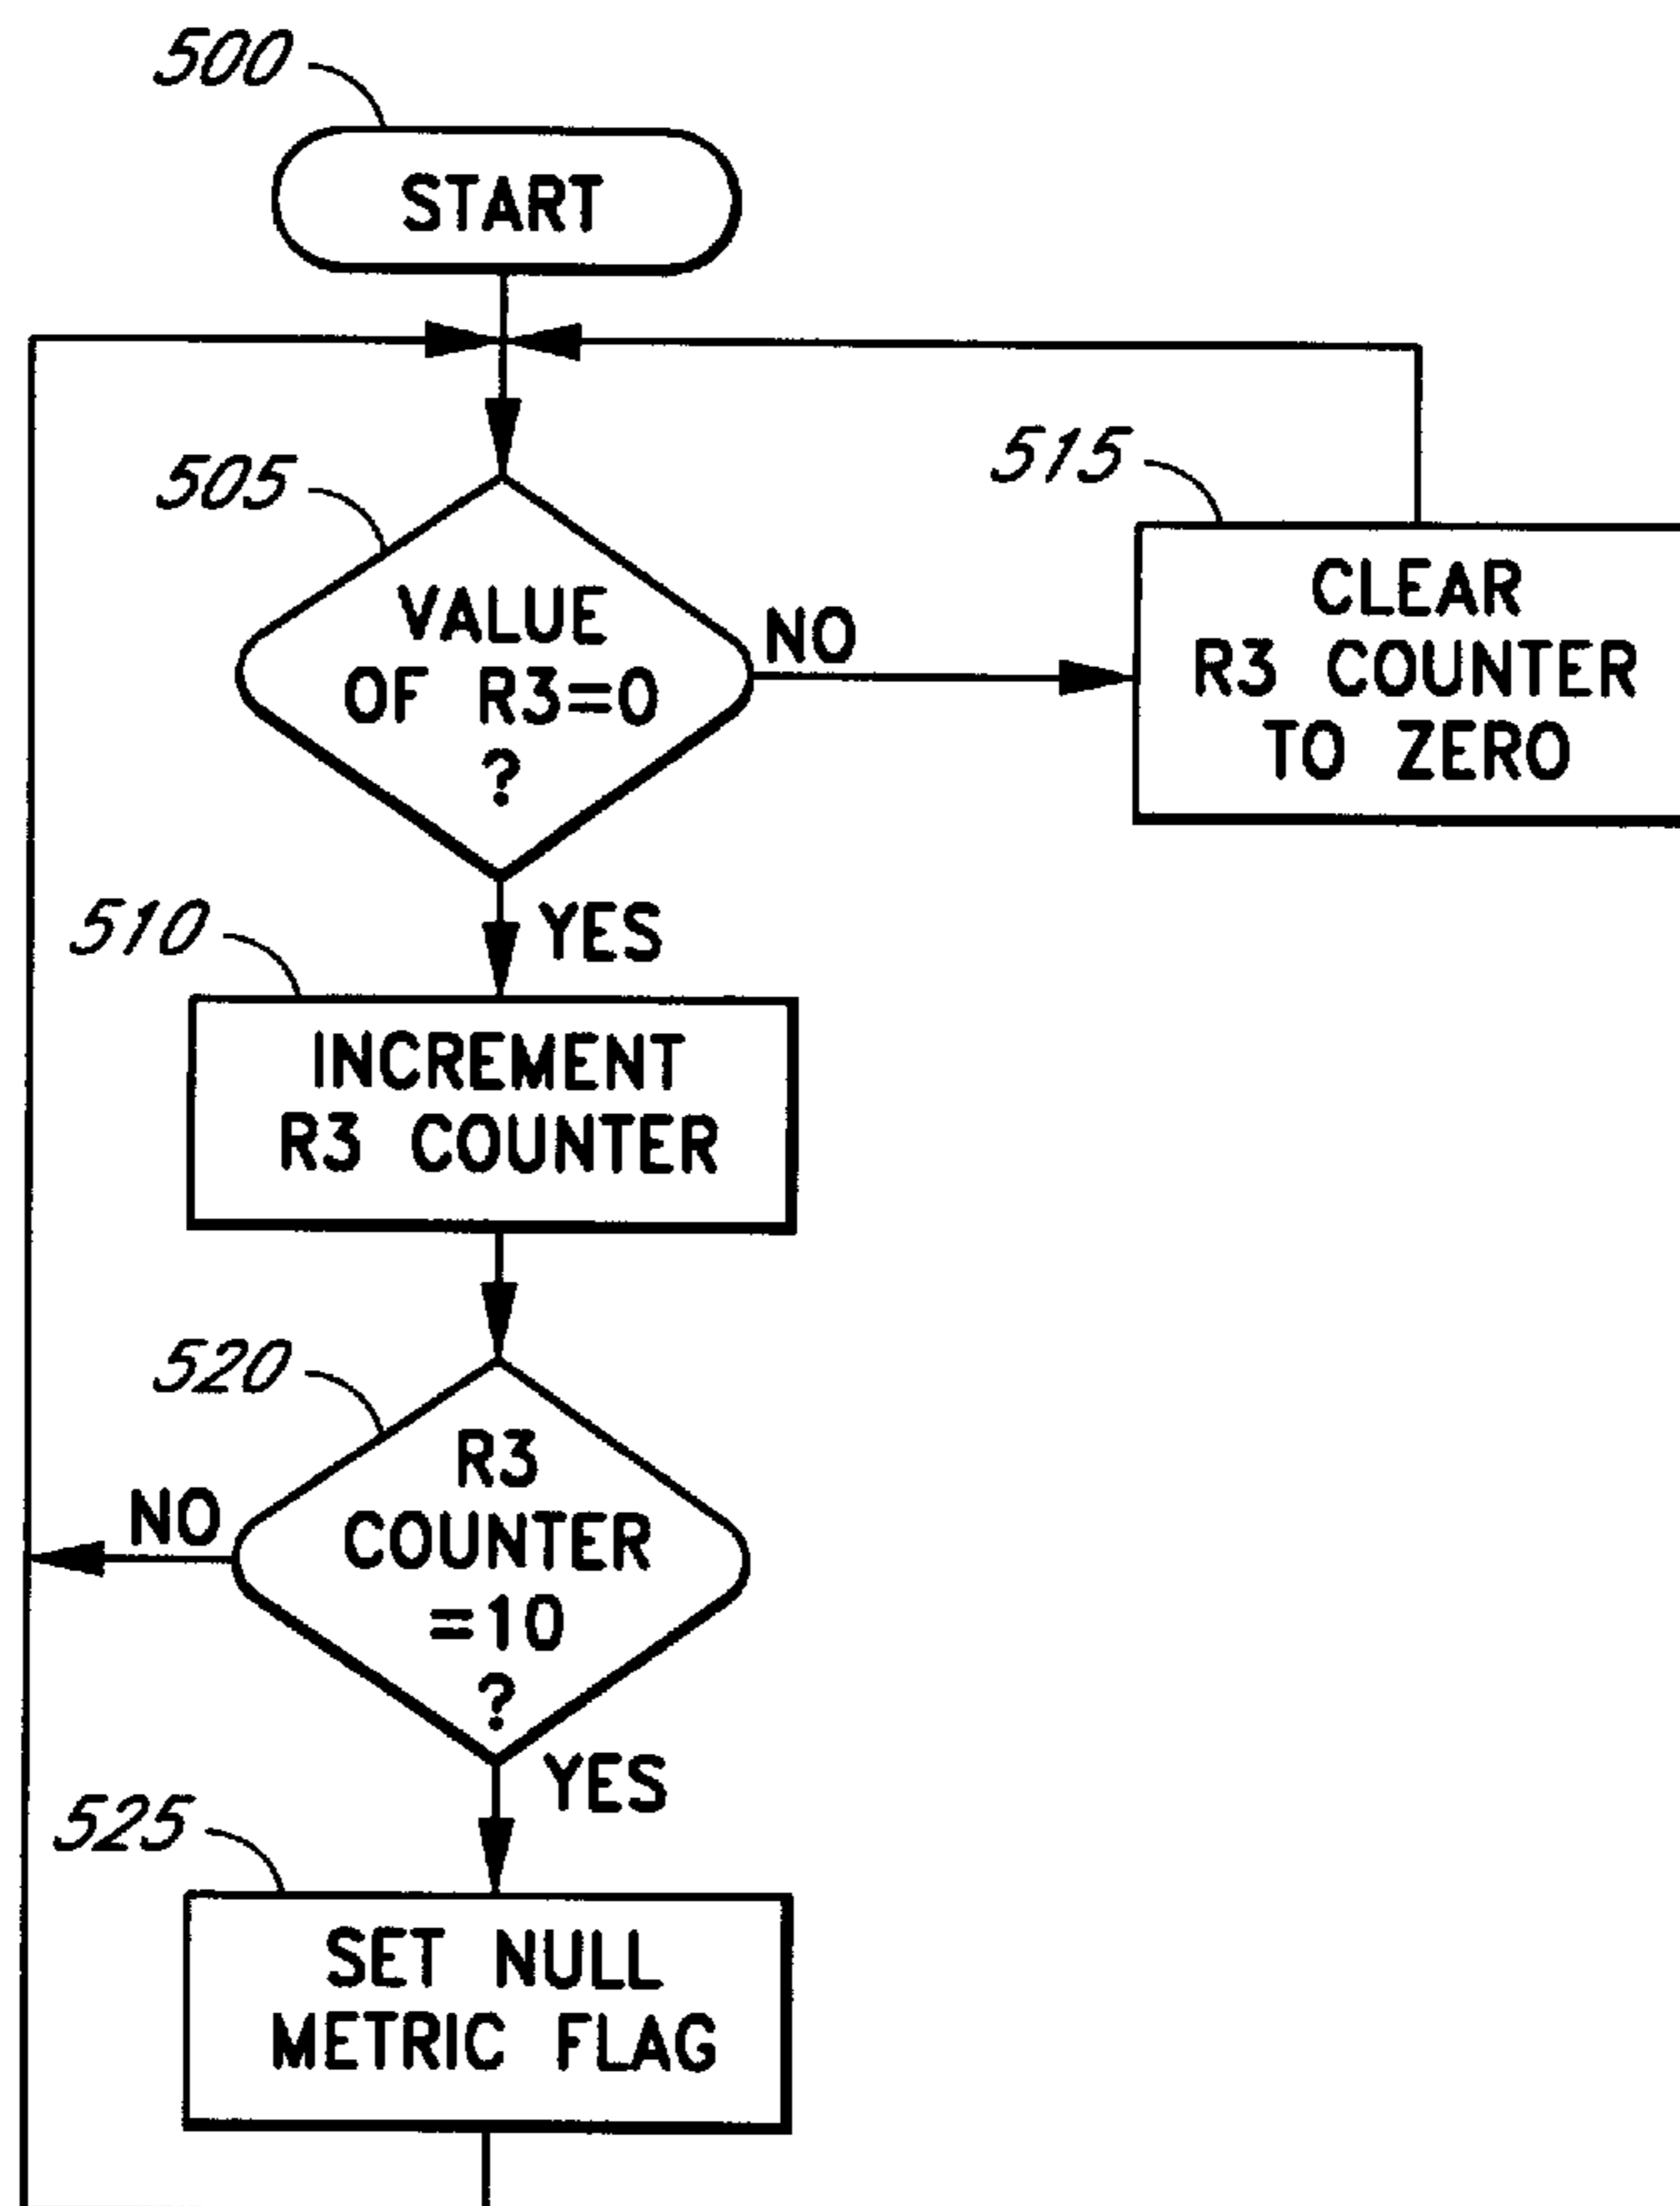 500
START
505
VALUE
OF R3=0
?
NO
515
CLEAR
R3 COUNTER
TO ZERO
YES
510
INCREMENT
R3 COUNTER
520
R3
COUNTER
=10
?
NO
YES
525
SET NULL
METRIC FLAG